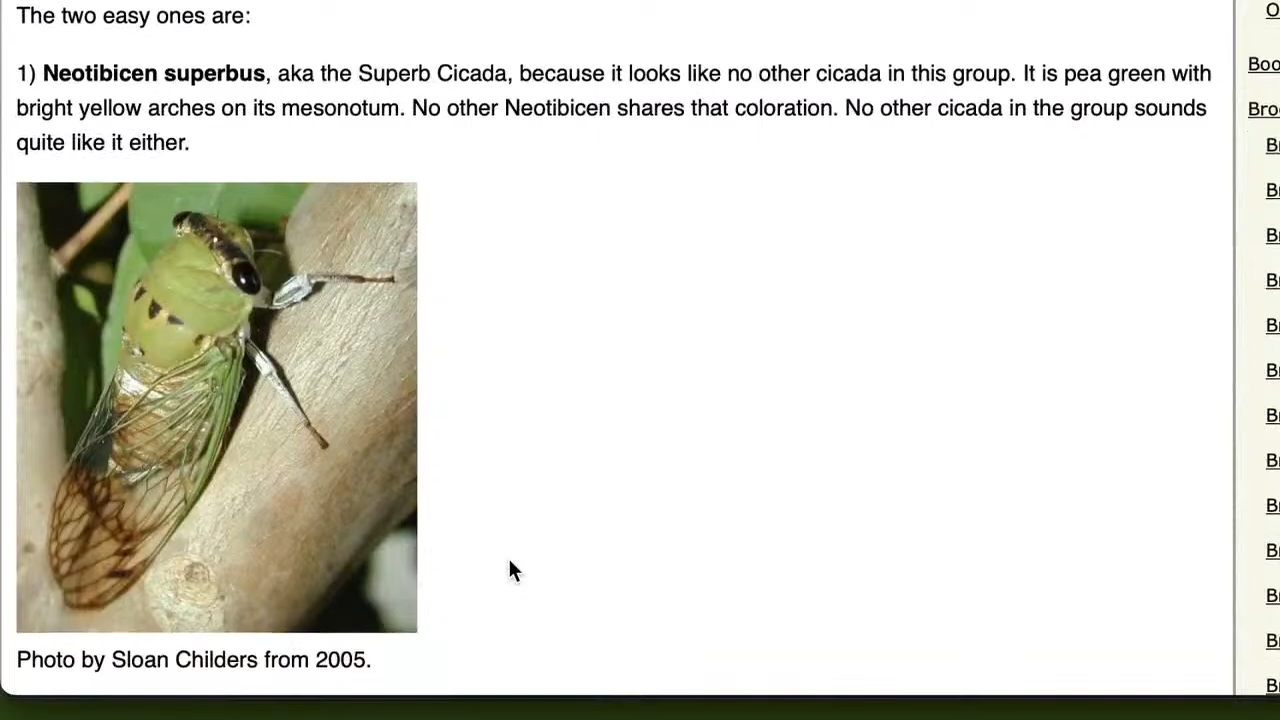 The two easy ones are:
1) Neotibicen superbus, aka the Superb Cicada, because it looks like no other cicada in this group. It is pea green with
bright yellow arches on its mesonotum. No other Neotibicen shares that coloration. No other cicada in the group sounds
quite like it either.
Photo by Sloan Childers from 2005.